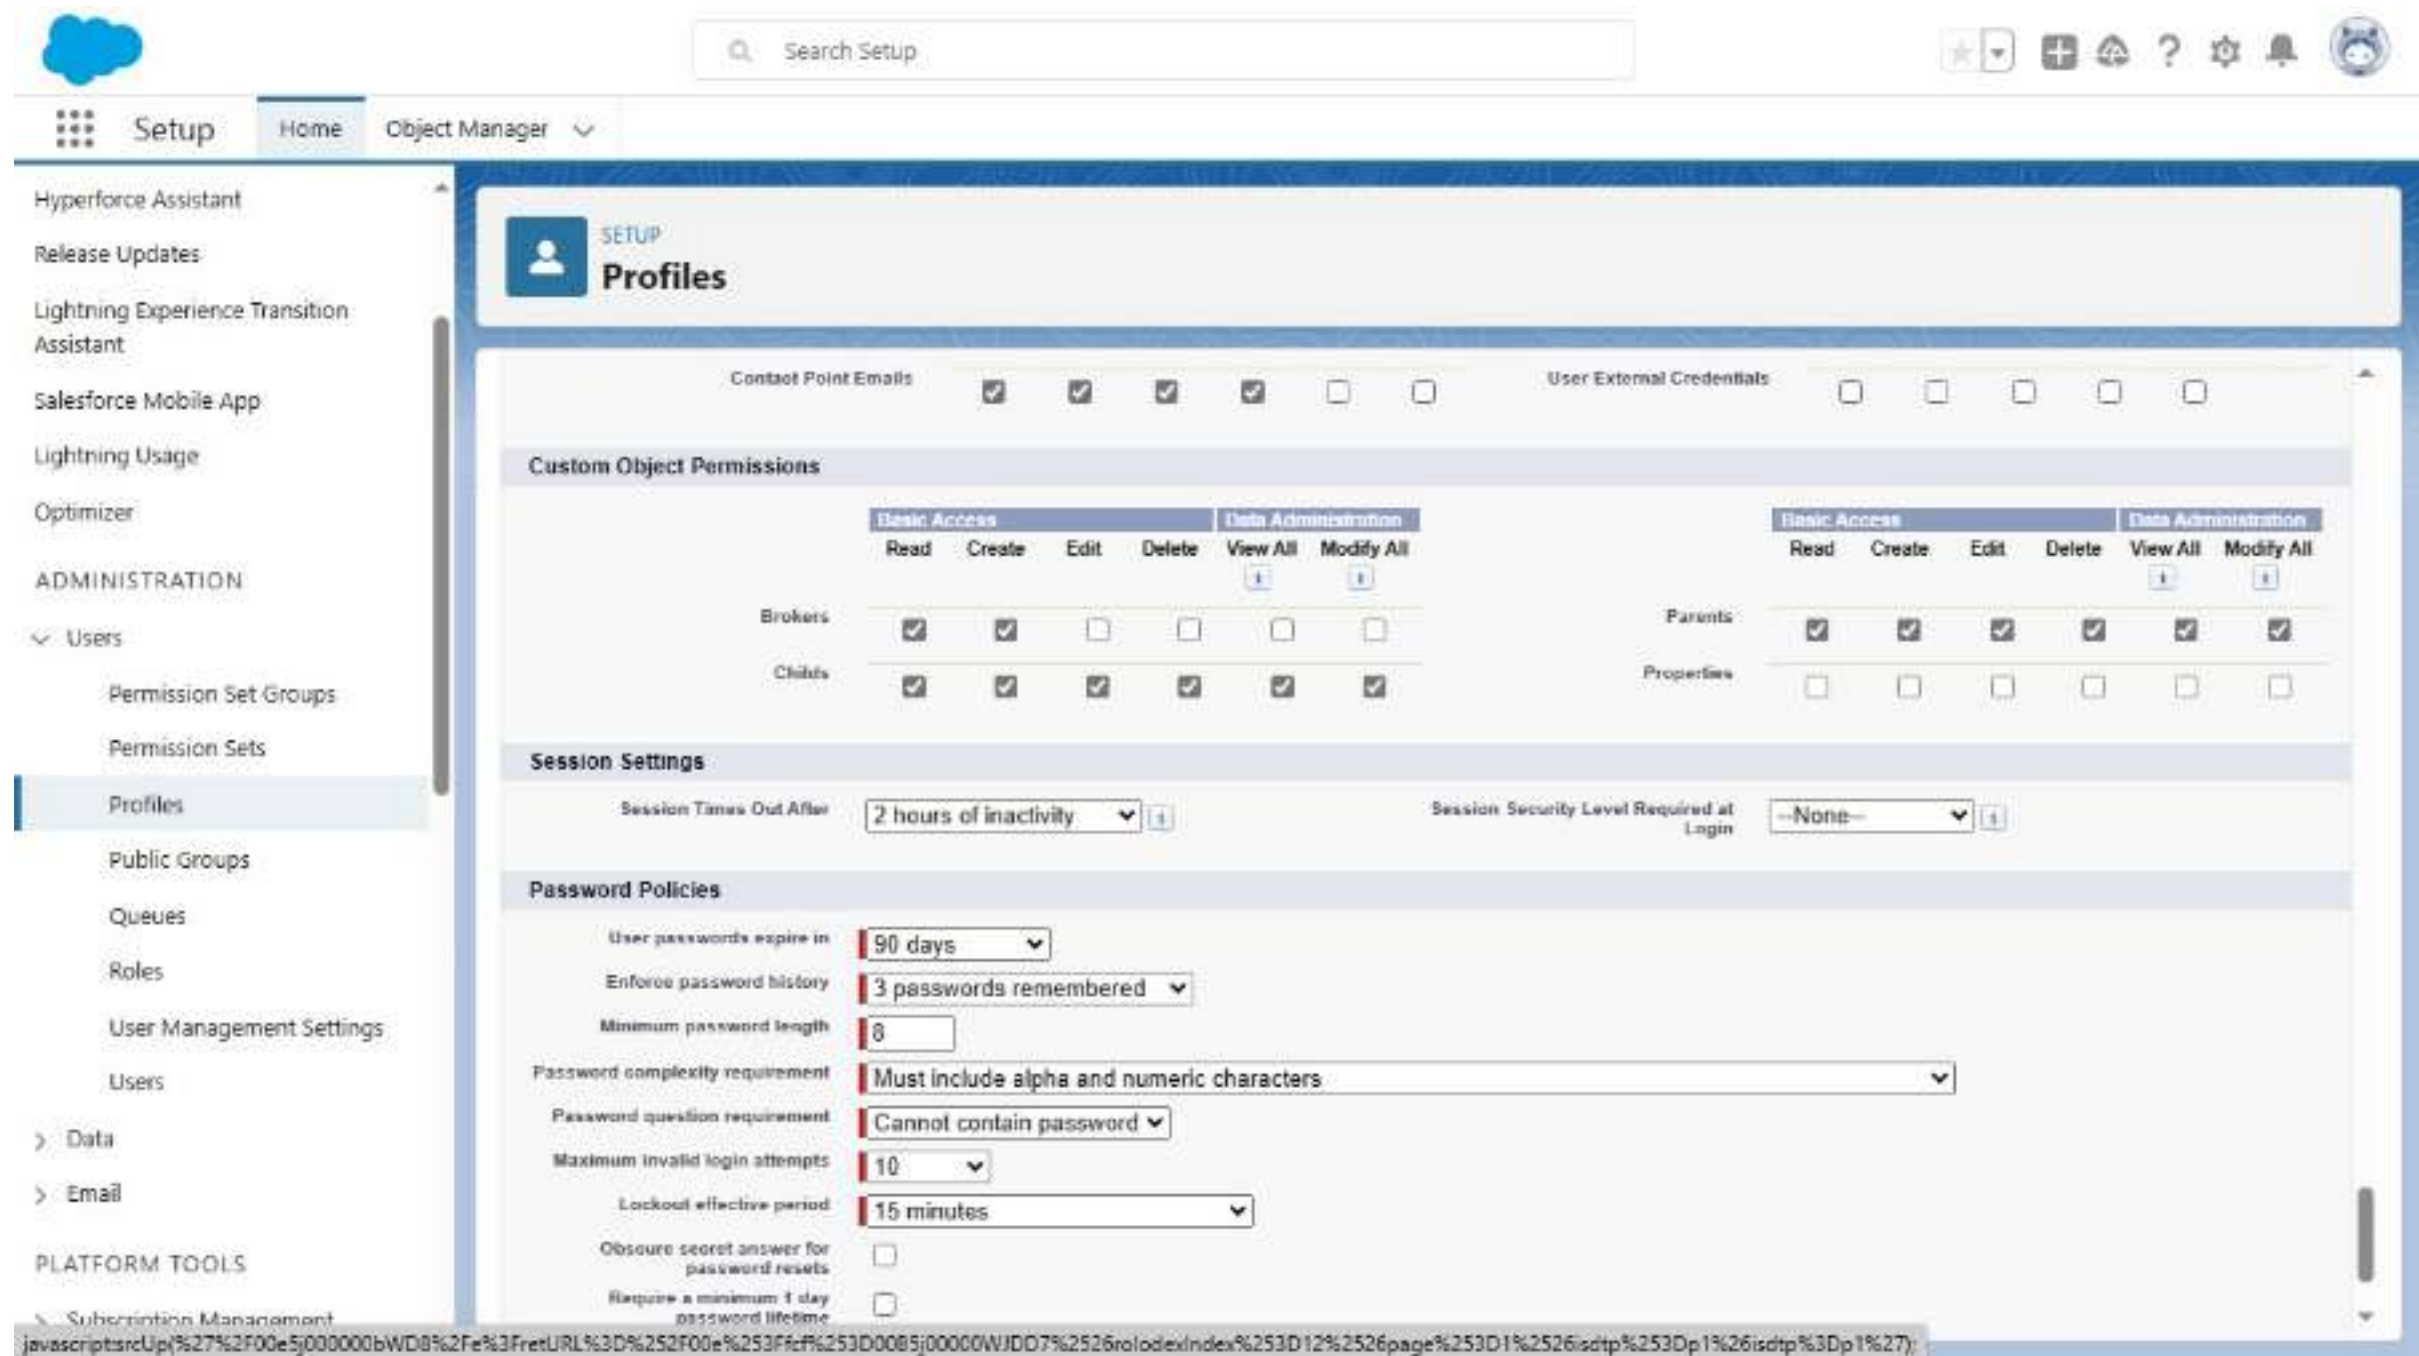 Search Setup
Setup
Home
Object Manager
Hyperforce Assistant
Release Updates
Lightning Experience Transition
Assistant
Salesforce Mobile App
Lightning Usage
Optimizer
ADMINISTRATION
Users
Permission Set Groups
Permission Sets
Profiles
Public Groups
Queues
Roles
User Management Settings
Users
Data
Email
PLATFORM TOOLS
Subscription Management
SETUP
Profiles
Contact Point Emails
User External Credentials
Custom Object Permissions
Basic Access Data Administration Basic Access Data Administration
Read Create Edit Delete View All Modify All Read Create Edit Delete View All Modify All
Brokers Parents
Childs Properties
Session Settings
Session Times Out After 2 hours of inactivity Session Security Level Required at
Login --None--
Password Policies
User passwords expire in 90 days
Enforce password history 3 passwords remembered
Minimum password length 8
Password complexity requirement Must include alpha and numeric characters
Password question requirement Cannot contain password
Maximum invalid login attempts 10
Lockout effective period 15 minutes
Obscure secret answer for
password resets
Require a minimum 1 day
password lifetime